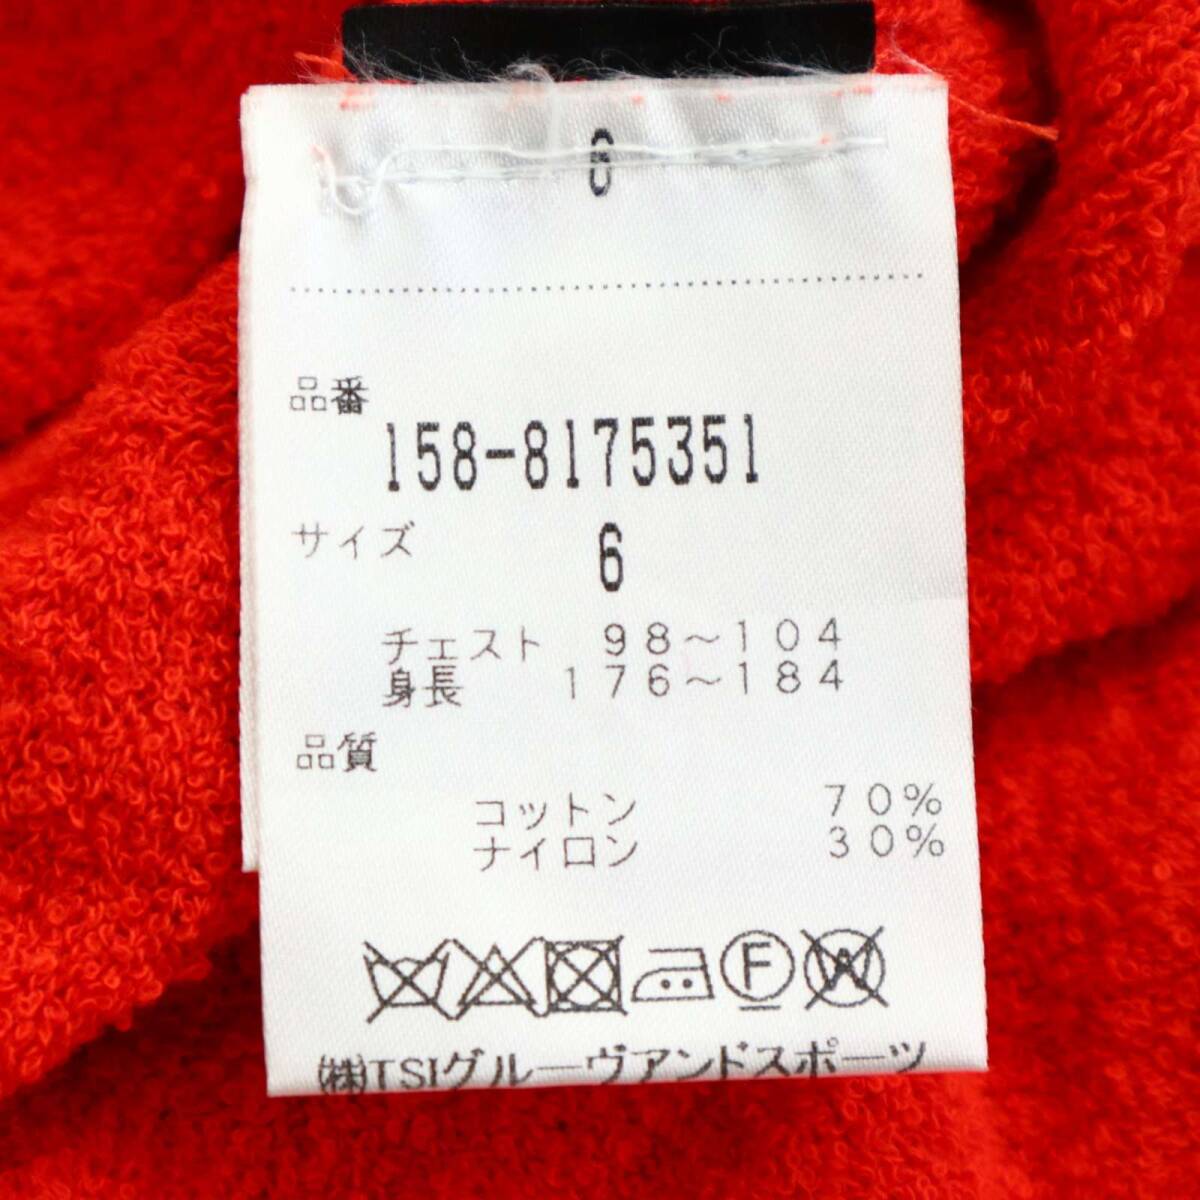 6
品番
158-8175351
サイズ 6
チェスト 98～104
身長 176～184
品質
コットン 70%
ナイロン 30%
F W
㈱TSIグルーヴアンドスポーツ